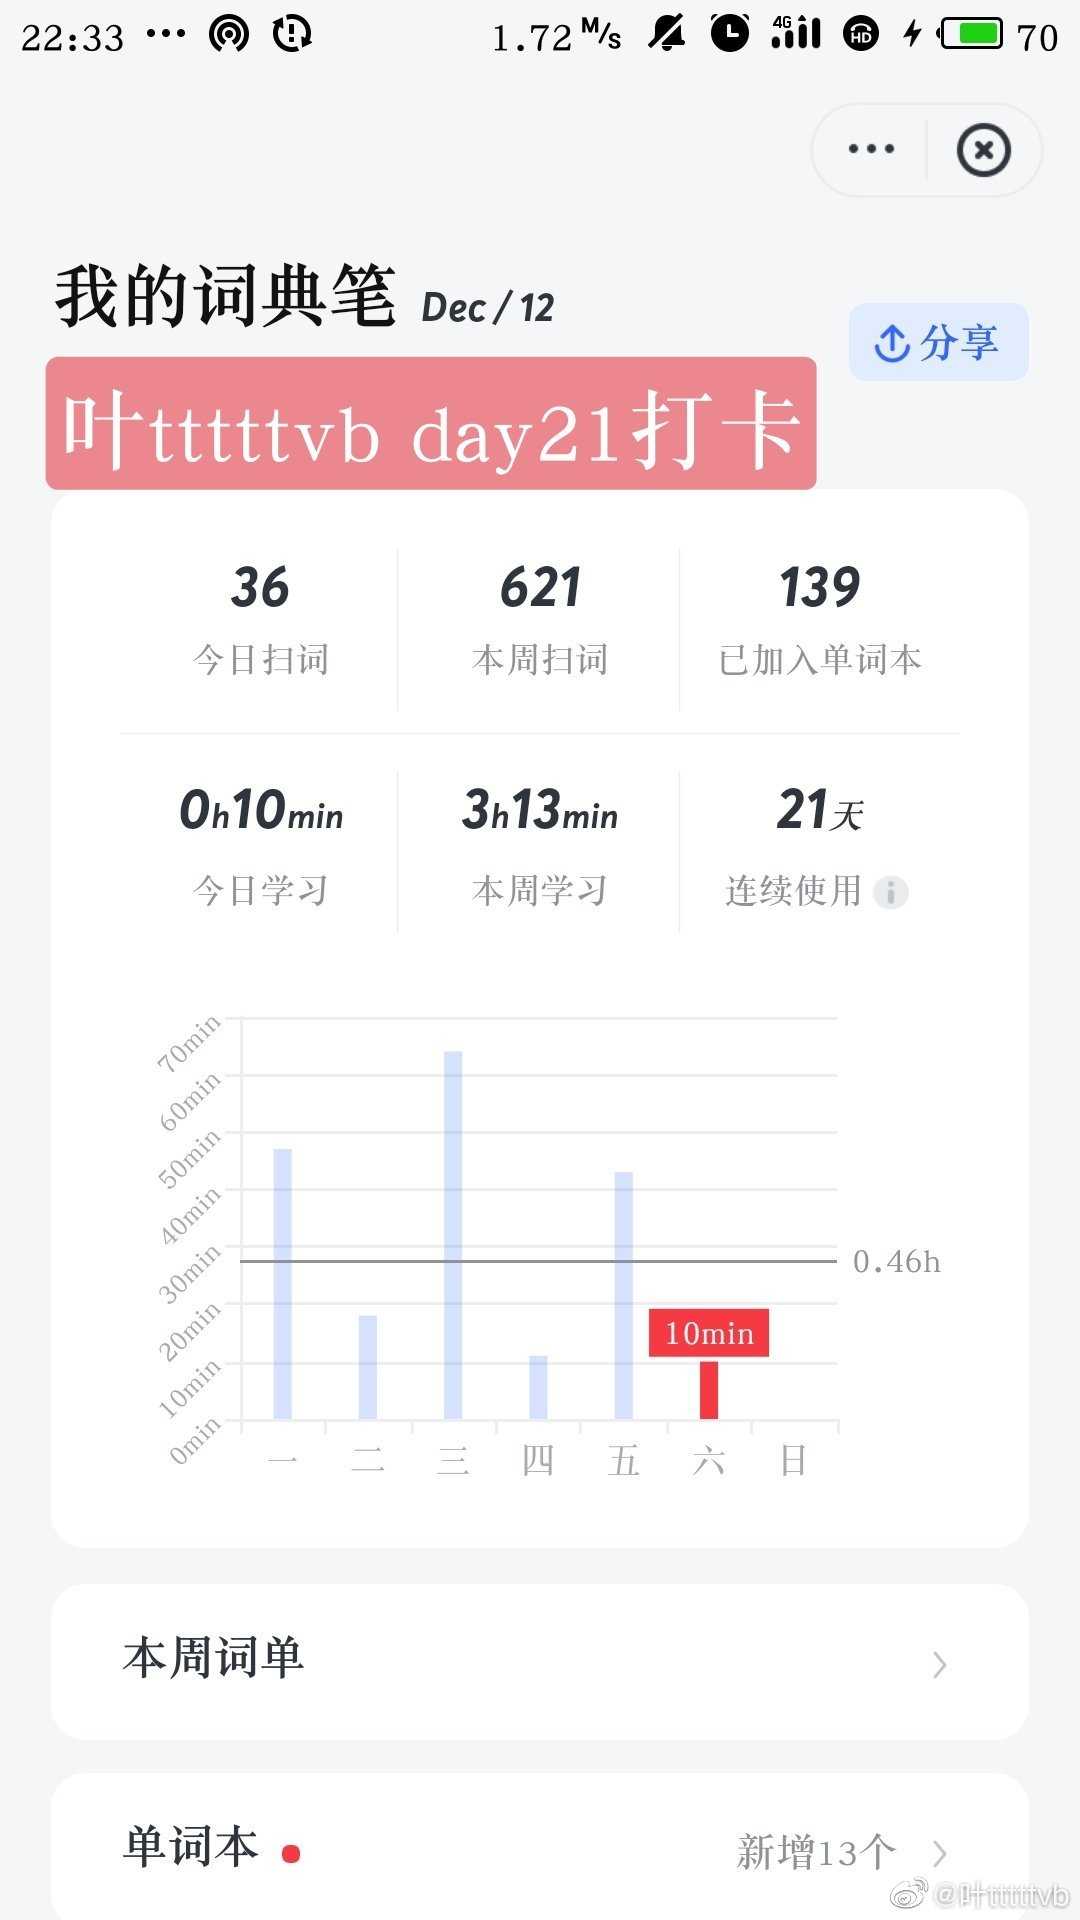 22:33 ... 1.72 M/s 4G HD 70
我的词典笔 Dec / 12
分享
叶tttttvb day21打卡
36 621 139
今日扫词 本周扫词 已加入单词本
0h10min 3h13min 21天
今日学习 本周学习 连续使用
70min
60min
50min
40min
30min
20min
10min
0min
0.46h
10min
一 二 三 四 五 六 日
本周词单
单词本 新增13个
@叶tttttvb